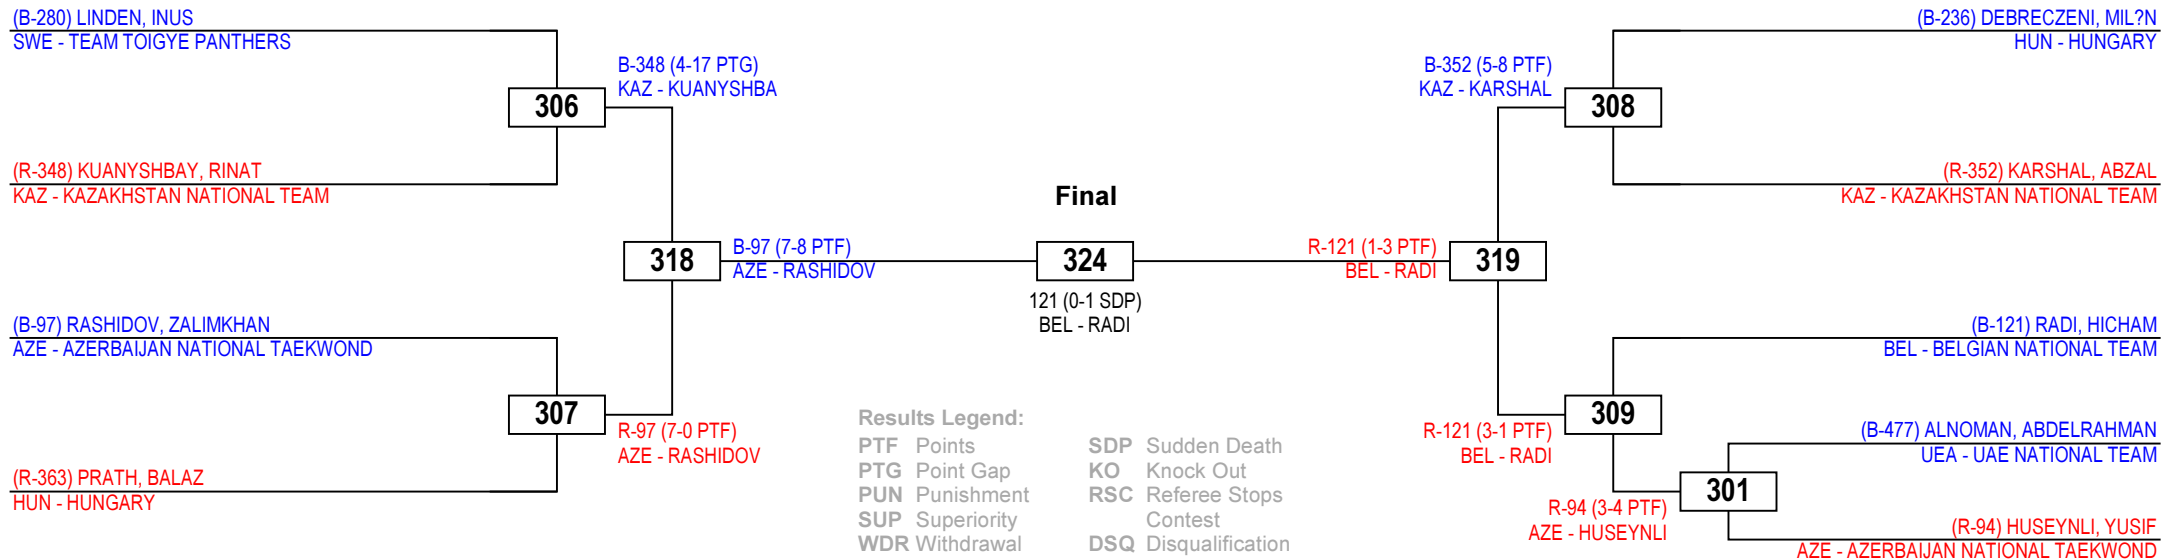 (B-280) LINDEN, INUS
SWE - TEAM TOIGYE PANTHERS
306
B-348 (4-17 PTG)
KAZ - KUANYSHBA
(R-348) KUANYSHBAY, RINAT
KAZ - KAZAKHSTAN NATIONAL TEAM
318
B-97 (7-8 PTF)
AZE - RASHIDOV
(B-97) RASHIDOV, ZALIMKHAN
AZE - AZERBAIJAN NATIONAL TAEKWOND
307
R-97 (7-0 PTF)
AZE - RASHIDOV
(R-363) PRATH, BALAZ
HUN - HUNGARY
Final
324
121 (0-1 SDP)
BEL - RADI
Results Legend:
PTF Points
PTG Point Gap
PUN Punishment
SUP Superiority
WDR Withdrawal
SDP Sudden Death
KO Knock Out
RSC Referee Stops
Contest
DSQ Disqualification
(B-236) DEBRECZENI, MIL?N
HUN - HUNGARY
B-352 (5-8 PTF)
KAZ - KARSHAL
308
(R-352) KARSHAL, ABZAL
KAZ - KAZAKHSTAN NATIONAL TEAM
R-121 (1-3 PTF)
BEL - RADI
319
(B-121) RADI, HICHAM
BEL - BELGIAN NATIONAL TEAM
309
R-121 (3-1 PTF)
BEL - RADI
(B-477) ALNOMAN, ABDELRAHMAN
UEA - UAE NATIONAL TEAM
301
R-94 (3-4 PTF)
AZE - HUSEYNLI
(R-94) HUSEYNLI, YUSIF
AZE - AZERBAIJAN NATIONAL TAEKWOND